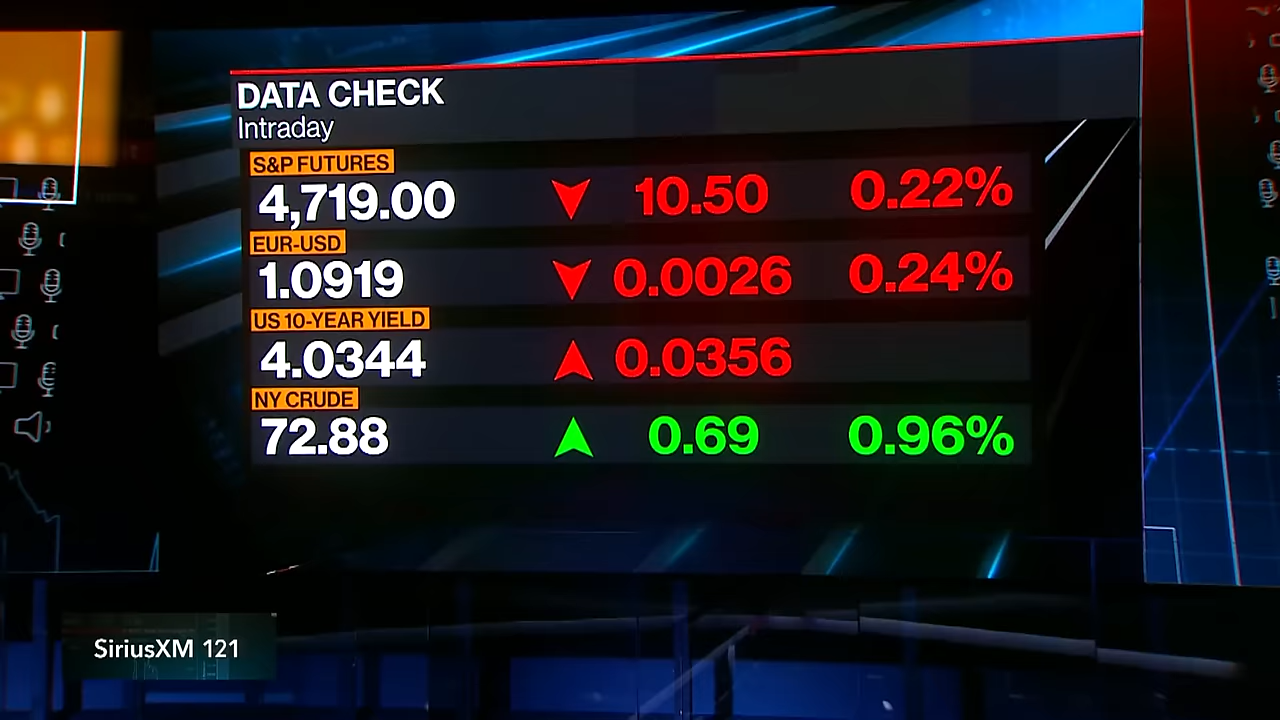 DATA CHECK
Intraday
S&P FUTURES
4,719.00 ▼ 10.50 0.22%
EUR-USD
1.0919 ▼ 0.0026 0.24%
US 10-YEAR YIELD
4.0344 ▲ 0.0356
NY CRUDE
72.88 ▲ 0.69 0.96%
SiriusXM 121